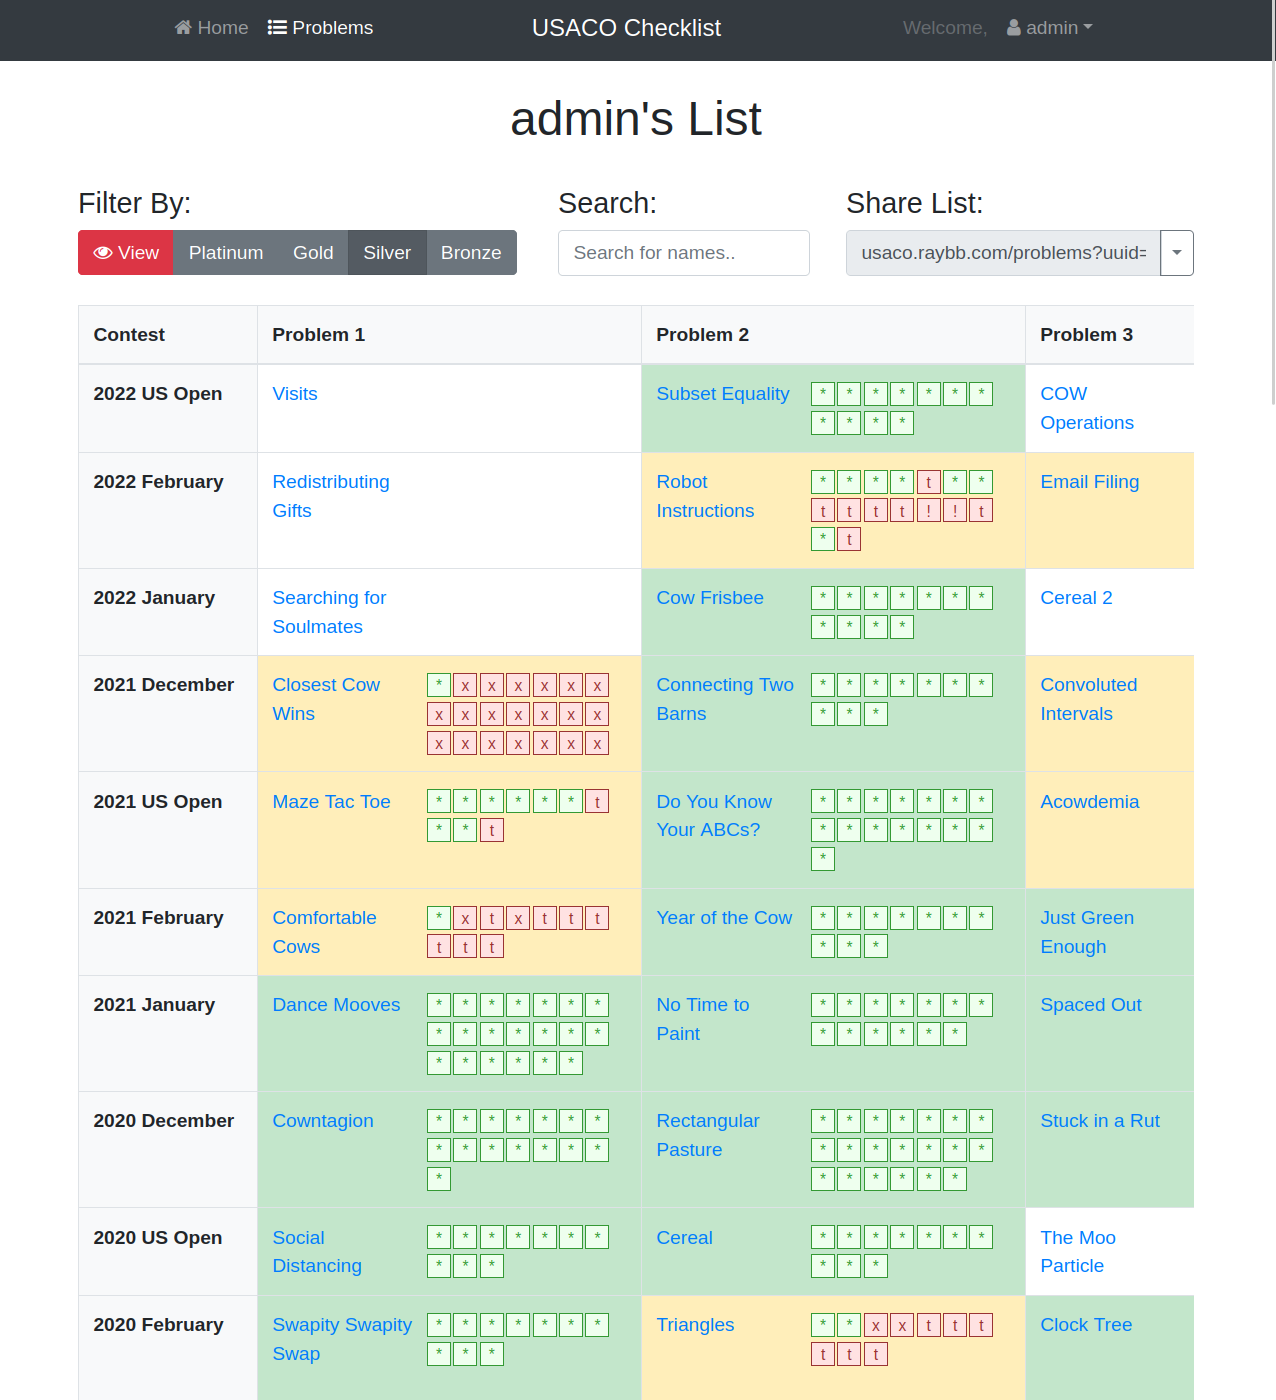 Home Problems USACO Checklist Welcome, admin
admin's List
Filter By: Search: Share List:
View Platinum Gold Silver Bronze Search for names.. usaco.raybb.com/problems?uuid=
Contest Problem 1 Problem 2 Problem 3
2022 US Open Visits Subset Equality * * * * * * * COW
* * * * Operations
2022 February Redistributing Robot * * * * t * * Email Filing
Gifts Instructions t t t t ! ! t
* t
2022 January Searching for Cow Frisbee * * * * * * * Cereal 2
Soulmates * * * *
2021 December Closest Cow * x x x x x x Connecting Two * * * * * * * Convoluted
Wins x x x x x x x Barns * * * Intervals
x x x x x x x
2021 US Open Maze Tac Toe * * * * * * t Do You Know * * * * * * * Acowdemia
* * t Your ABCs? * * * * * * *
*
2021 February Comfortable * x t x t t t Year of the Cow * * * * * * * Just Green
Cows t t t * * * Enough
2021 January Dance Mooves * * * * * * * No Time to * * * * * * * Spaced Out
* * * * * * * Paint * * * * * *
* * * * * *
2020 December Cowntagion * * * * * * * Rectangular * * * * * * * Stuck in a Rut
* * * * * * * Pasture * * * * * * *
* * * * * * *
2020 US Open Social * * * * * * * Cereal * * * * * * * The Moo
Distancing * * * * * * Particle
2020 February Swapity Swapity * * * * * * * Triangles * * x x t t t Clock Tree
Swap * * * t t t